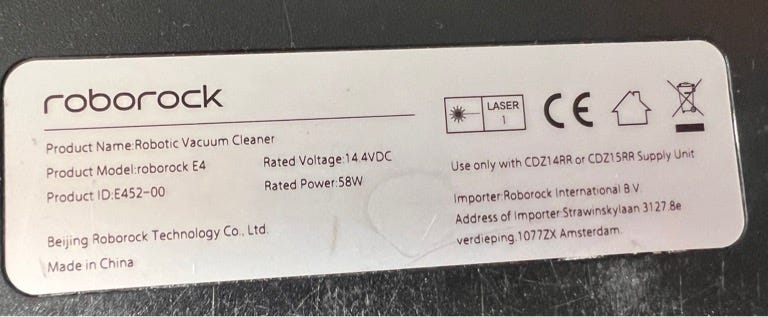 roborock
Product Name:Robotic Vacuum Cleaner
Product Model:roborock E4
Rated Voltage:14.4VDC
Product ID:E452-00
Rated Power:58W
Beijing Roborock Technology Co., Ltd.
Made in China
LASER
1
CE
Use only with CDZ14RR or CDZ15RR Supply Unit
Importer:Roborock International B.V.
Address of Importer:Strawinskylaan 3127.8e
verdieping.1077ZX Amsterdam.